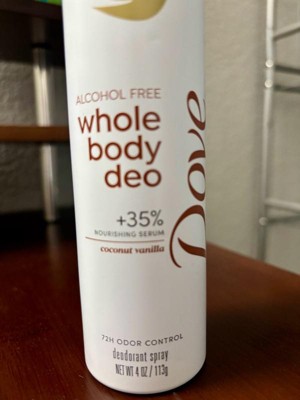 ALCOHOL FREE
whole
body
deo
+35%
NOURISHING SERUM
coconut vanilla
Dove
72H ODOR CONTROL
deodorant spray
NET WT 4 OZ / 113g